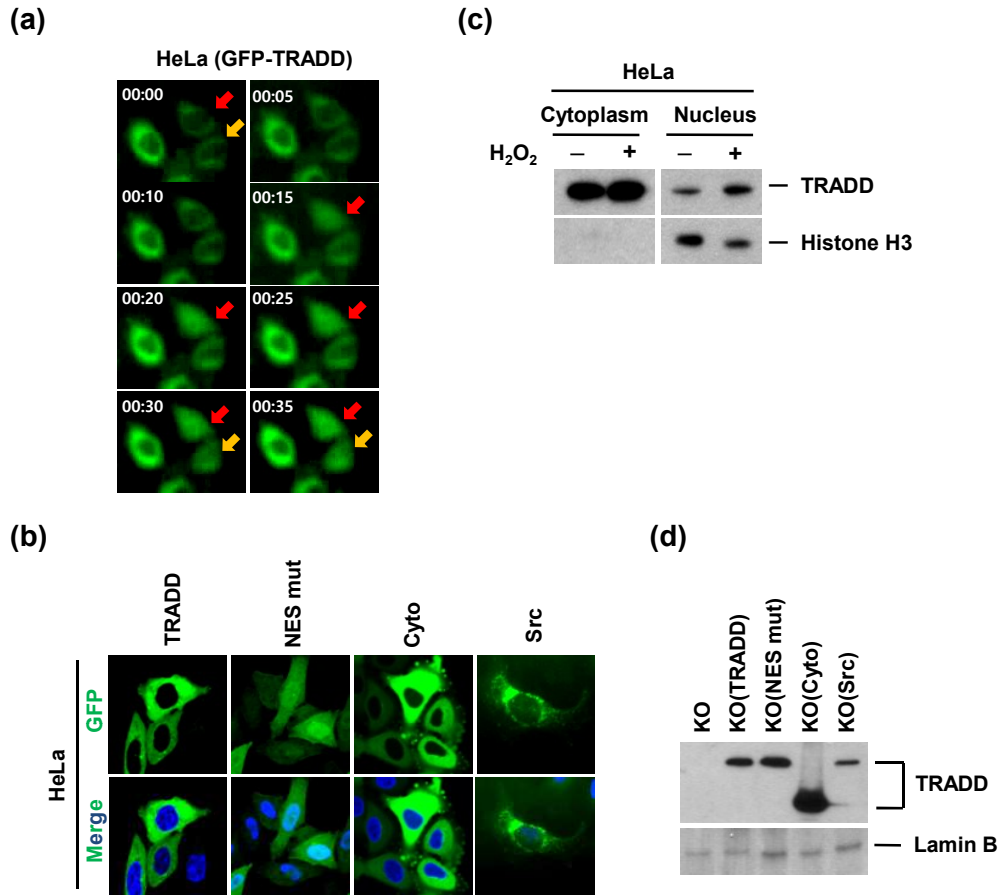 (a)
HeLa (GFP-TRADD)
00:00
00:05
00:10
00:15
00:20
00:25
00:30
00:35
(b)
TRADD
NES mut
Cyto
Src
HeLa
GFP
Merge
(c)
HeLa
Cytoplasm Nucleus
H2O2 – + – +
TRADD
Histone H3
(d)
KO
KO(TRADD)
KO(NES mut)
KO(Cyto)
KO(Src)
TRADD
Lamin B